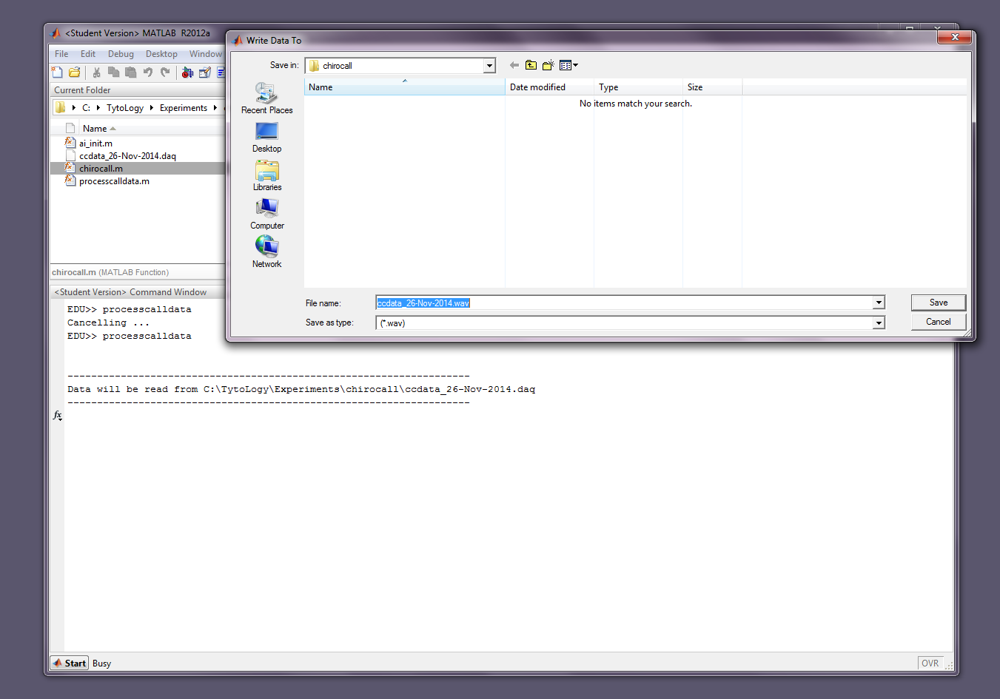 <Student Version> MATLAB R2012a
File Edit Debug Desktop Window
Current Folder
C: TytoLogy Experiments
Name
ai_init.m
ccdata_26-Nov-2014.daq
chirocall.m
processcalldata.m
chirocall.m (MATLAB Function)
<Student Version> Command Window
EDU>> processcalldata
Cancelling ...
EDU>> processcalldata
--------------------------------------------------------------------
Data will be read from C:\TytoLogy\Experiments\chirocall\ccdata_26-Nov-2014.daq
--------------------------------------------------------------------
fx
Start Busy
OVR
Write Data To
Save in: chirocall
Recent Places
Desktop
Libraries
Computer
Network
Name Date modified Type Size
No items match your search.
File name: ccdata_26-Nov-2014.wav Save
Save as type: (*.wav) Cancel